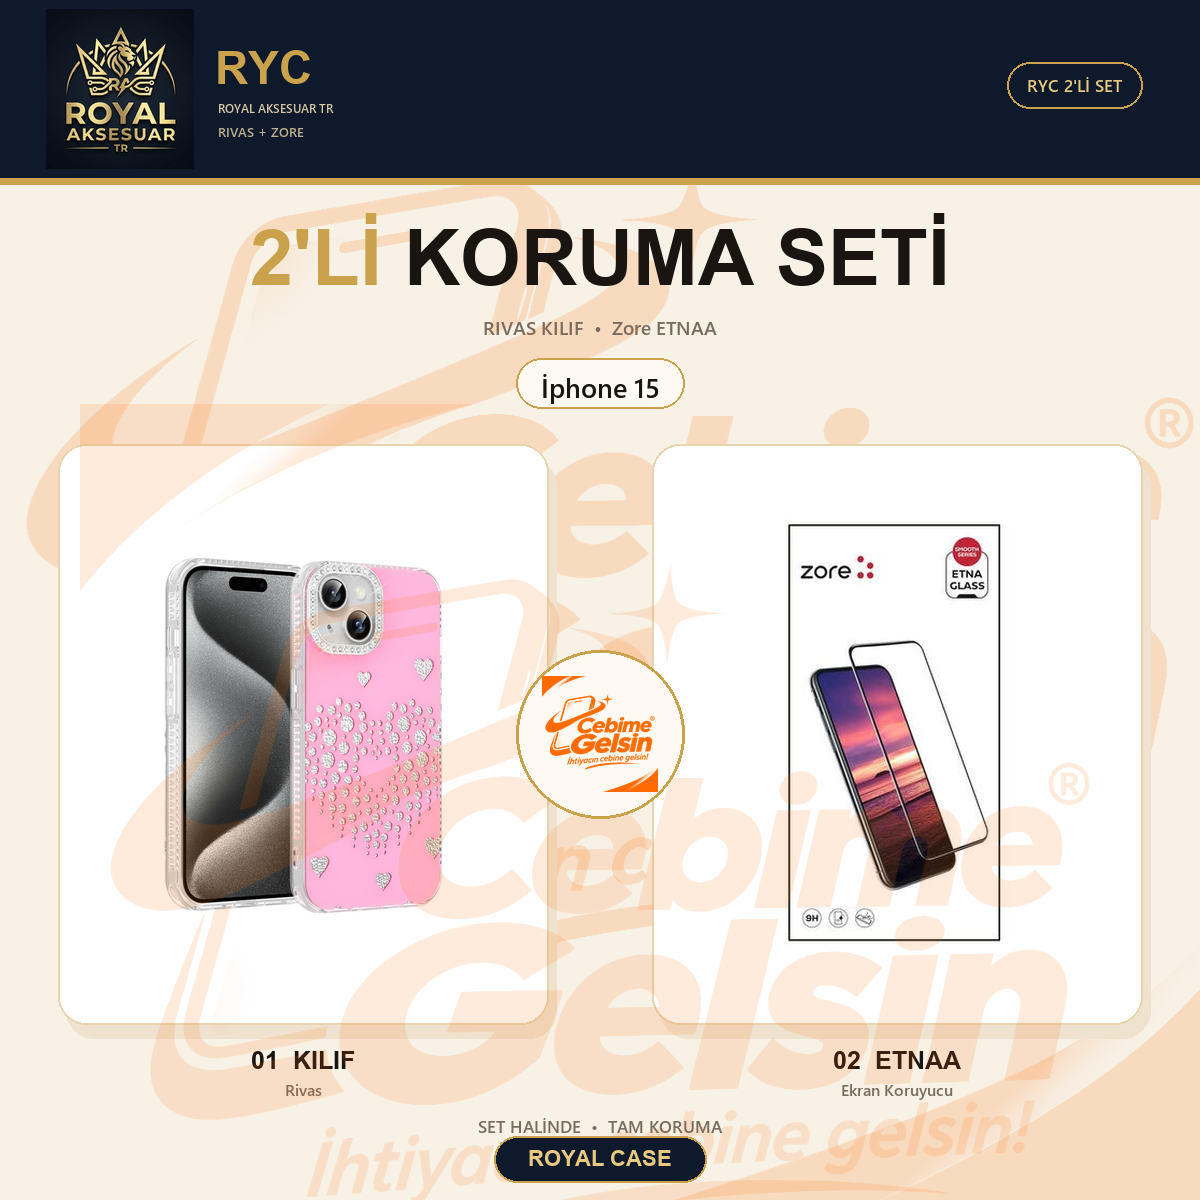 ROYAL
AKSESUAR
TR
RYC
ROYAL AKSESUAR TR
RIVAS + ZORE
RYC 2'Lİ SET
2'Lİ KORUMA SETİ
RIVAS KILIF • Zore ETNAA
İphone 15
zore
SMOOTH
SERIES
ETNA
GLASS
9H
Cebime®
Gelsin
İhtiyacın cebine gelsin!
Cebime®
Gelsin
01 KILIF
Rivas
02 ETNAA
Ekran Koruyucu
SET HALİNDE • TAM KORUMA
ROYAL CASE